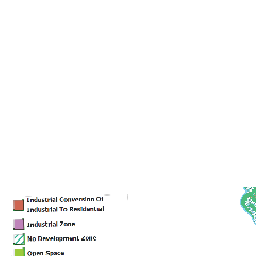 Industrial Conversion Of
Industrial To Residential
Industrial Zone
No Development Zone
Open Space